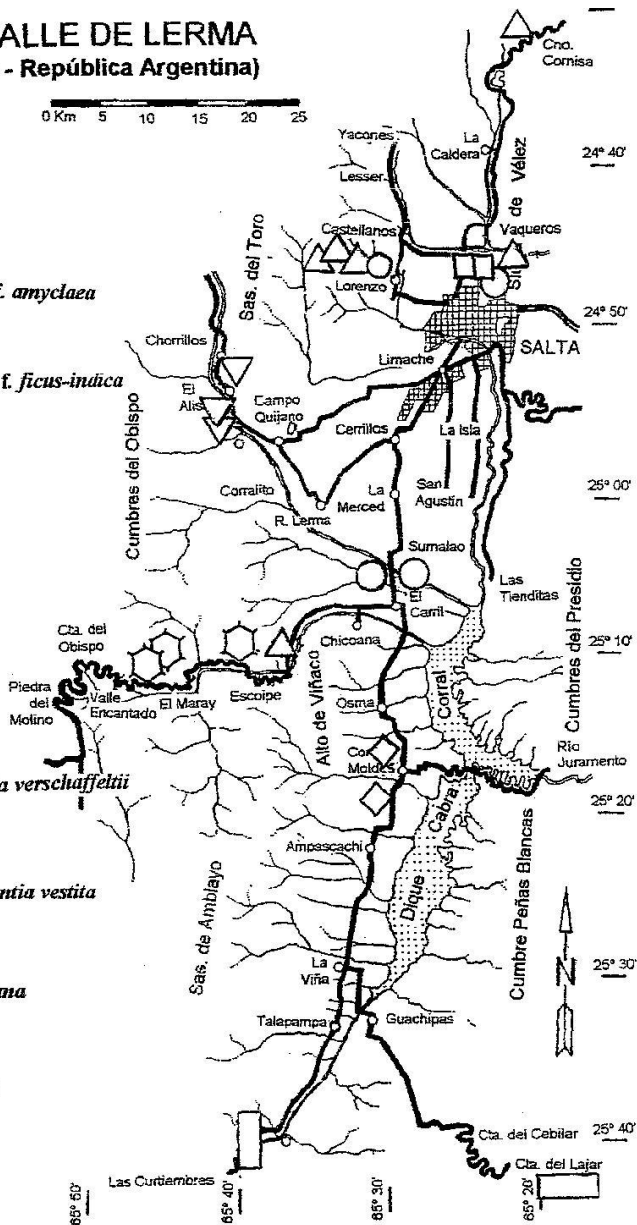 ALLE DE LERMA
- República Argentina)
0 Km 5 10 15 20 25
Cno.
Cornisa
Yacones
La
Caldera
24° 40'
Lesser
de Vélez
Castellanos
Vaqueros
Sas. del Toro
f. amyclaea
Lorenzo
24° 50'
Chorrillos
Limache
SALTA
f. ficus-indica
El
Alis
Campo
Quijano
Cerrillos
La Isla
Cumbres del Obispo
Corralito
La
Merced
San
Agustín
25° 00'
R. Lerma
Sumalao
Las
Tienditas
El
Carril
Cumbres del Presidio
Cta. del
Obispo
Chicoana
25° 10'
Piedra
del
Molino
Valle
Encantado
El Maray
Escoipe
Alto de Viñaco
Osma
Corral
Río
Juramento
Moldes
a verschaffeltii
Cabra
25° 20'
Ampascachi
Sas. de Amblayo
Dique
Cumbre Peñas Blancas
ntia vestita
N
25° 30'
La
Viña
na
Talapampa
Guachipas
25° 40'
Cta. del Cebilar
Las Curtiembres
Cta. del Lajar
65° 50'
65° 40'
65° 30'
65° 20'